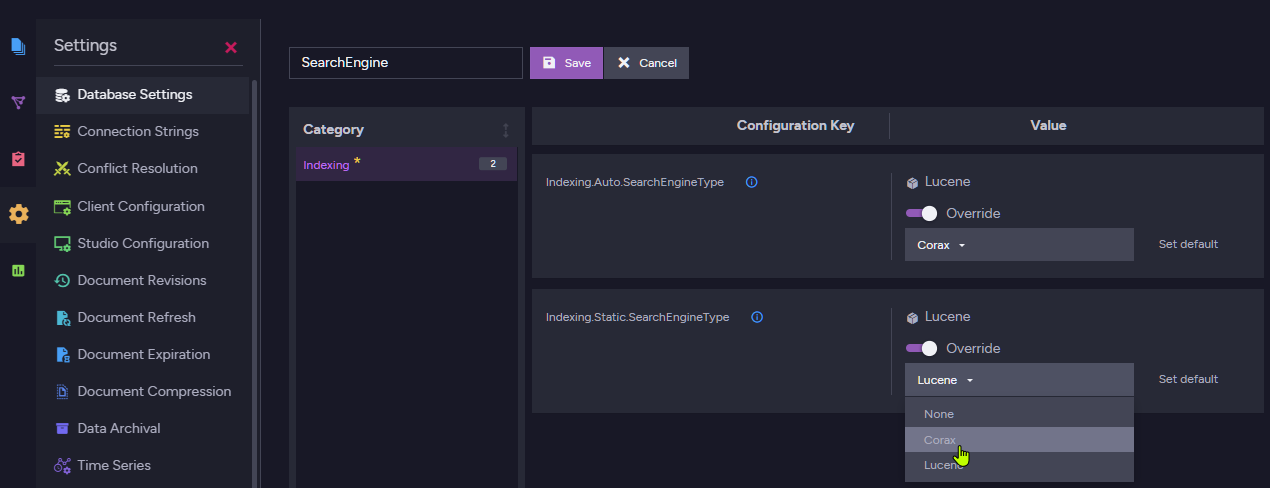 Settings
Database Settings
Connection Strings
Conflict Resolution
Client Configuration
Studio Configuration
Document Revisions
Document Refresh
Document Expiration
Document Compression
Data Archival
Time Series
SearchEngine
Save
Cancel
Category
Indexing *
2
Configuration Key
Value
Indexing.Auto.SearchEngineType
Lucene
Override
Corax
Set default
Indexing.Static.SearchEngineType
Lucene
Override
Lucene
Set default
None
Corax
Lucene